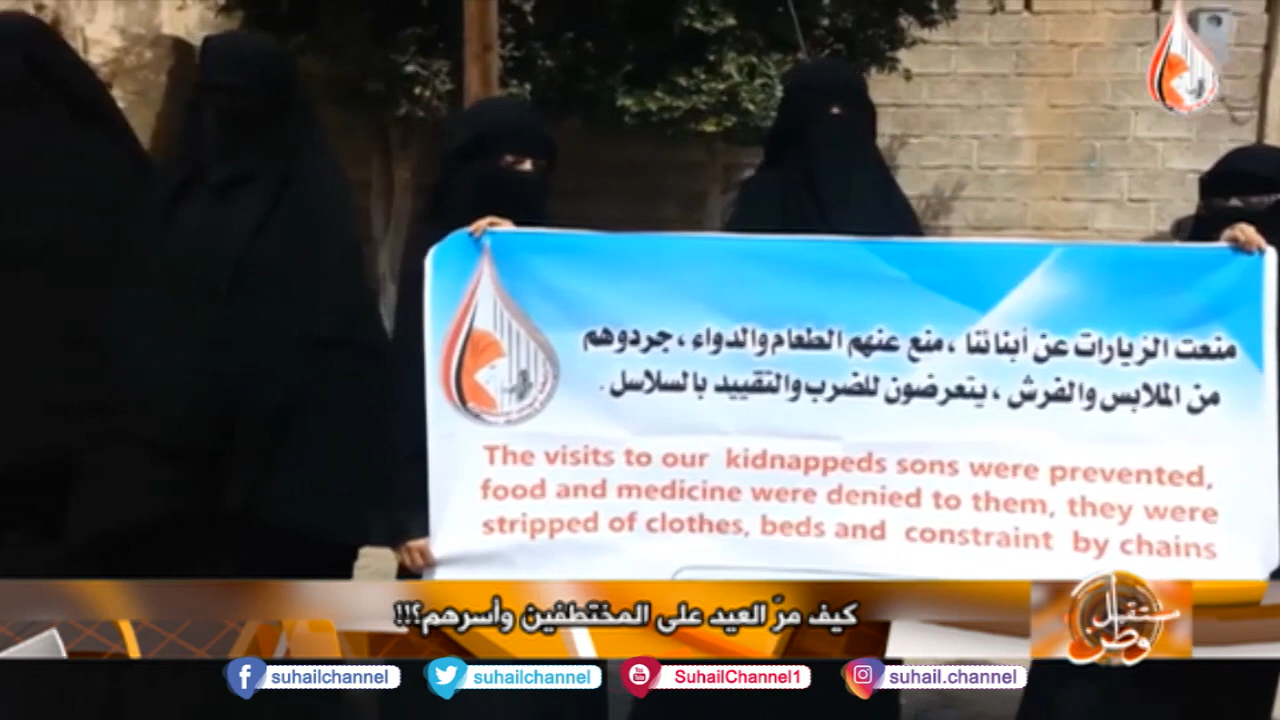 منعت الزيارات عن أبنائنا ، منع عنهم الطعام والدواء ، جردوهم
من الملابس والفرش ، يتعرضون للضرب والتقييد بالسلاسل .
The visits to our kidnappeds sons were prevented,
food and medicine were denied to them, they were
stripped of clothes, beds and constraint by chains
كيف مرّ العيد على المختطفين وأسرهم؟!!
مستقبل
وطن
suhailchannel
suhailchannel
SuhailChannel1
suhail.channel